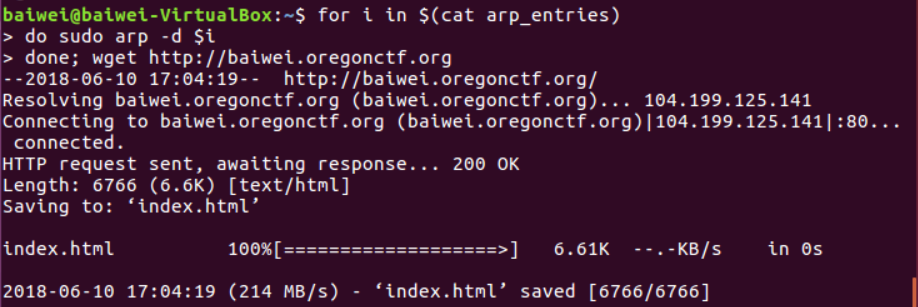 baiwei@baiwei-VirtualBox:~$ for i in $(cat arp_entries)
> do sudo arp -d $i
> done; wget http://baiwei.oregonctf.org
--2018-06-10 17:04:19--  http://baiwei.oregonctf.org/
Resolving baiwei.oregonctf.org (baiwei.oregonctf.org)... 104.199.125.141
Connecting to baiwei.oregonctf.org (baiwei.oregonctf.org)|104.199.125.141|:80...
 connected.
HTTP request sent, awaiting response... 200 OK
Length: 6766 (6.6K) [text/html]
Saving to: ‘index.html’
index.html          100%[===================>]   6.61K  --.-KB/s    in 0s
2018-06-10 17:04:19 (214 MB/s) - ‘index.html’ saved [6766/6766]